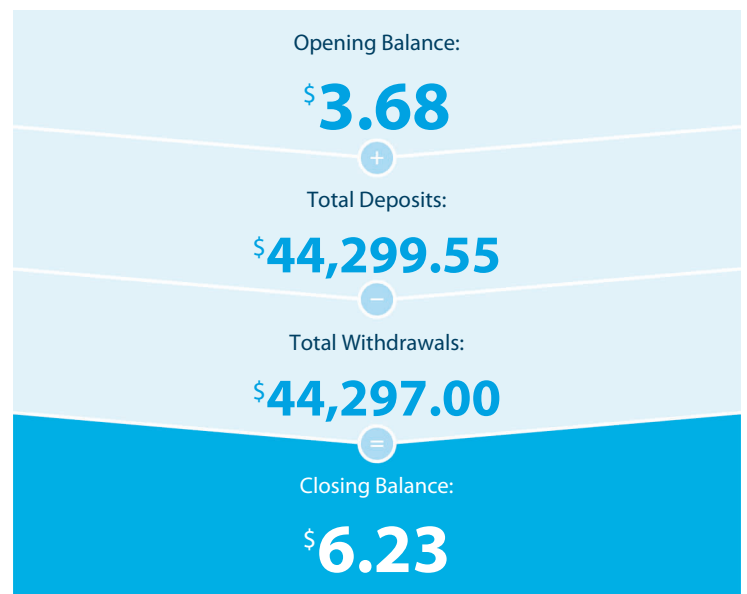 Opening Balance:
$3.68
+
Total Deposits:
$44,299.55
−
Total Withdrawals:
$44,297.00
=
Closing Balance:
$6.23